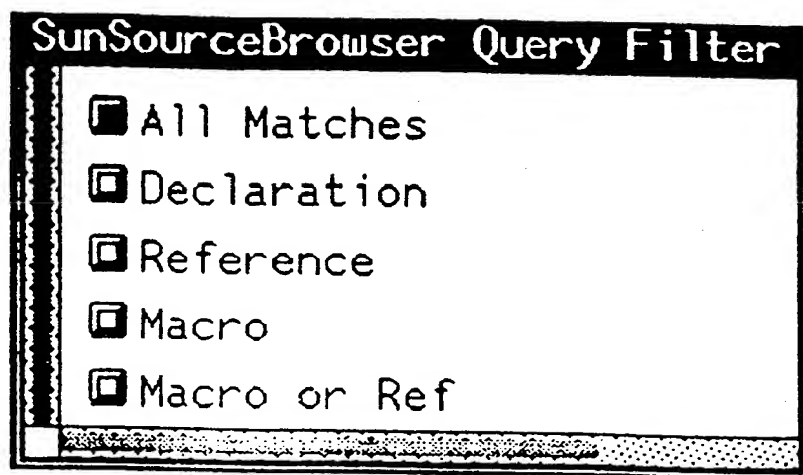 SunSourceBrowser Query Filter
All Matches
Declaration
Reference
Macro
Macro or Ref